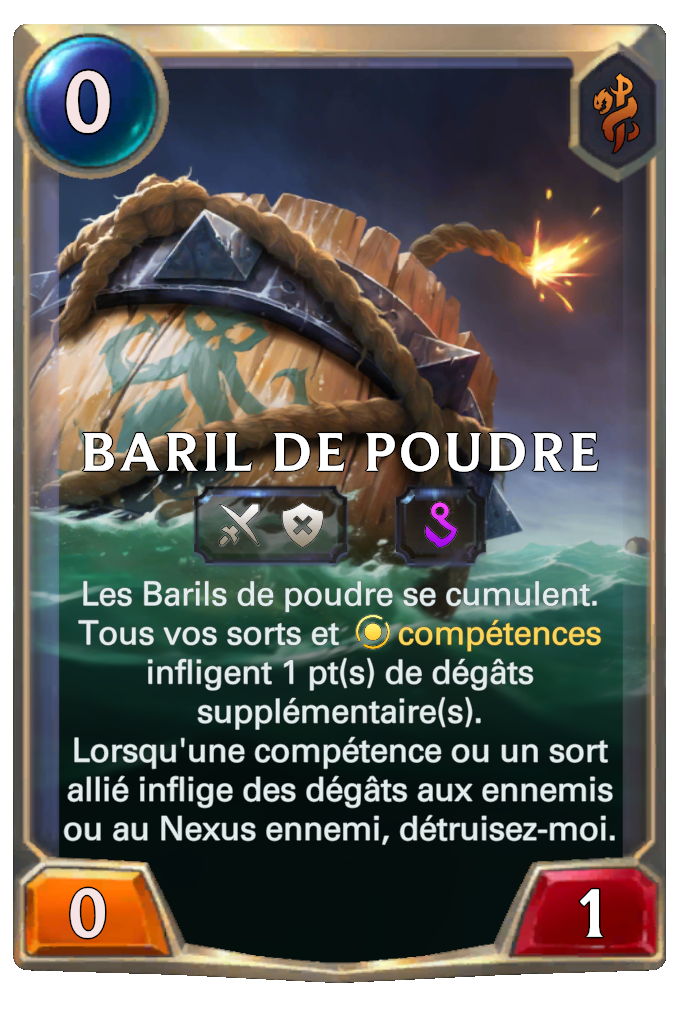 0
BARIL DE POUDRE
Les Barils de poudre se cumulent.
Tous vos sorts et compétences
infligent 1 pt(s) de dégâts
supplémentaire(s).
Lorsqu'une compétence ou un sort
allié inflige des dégâts aux ennemis
ou au Nexus ennemi, détruisez-moi.
0
1